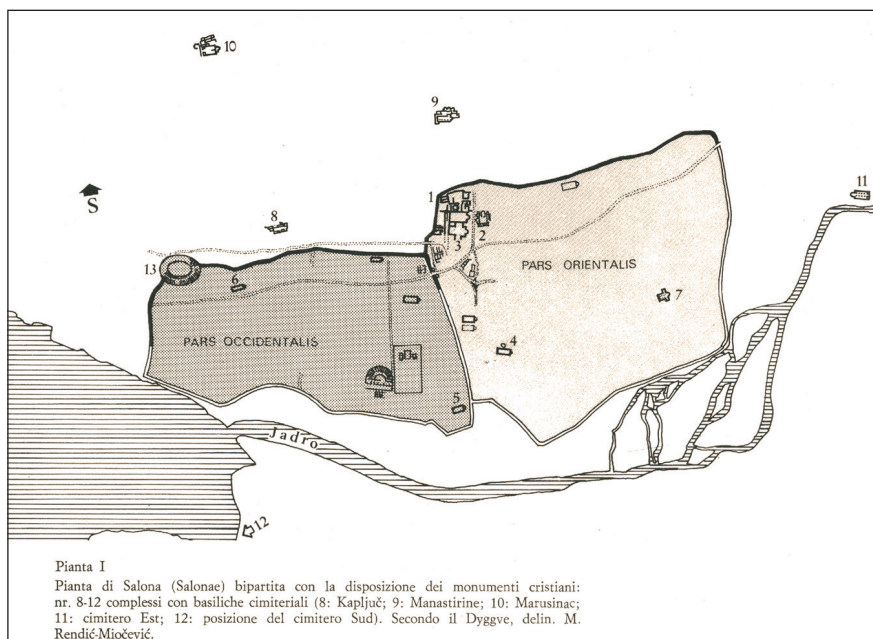 10
9
11
S
1
8
2
3
13
PARS ORIENTALIS
6
7
PARS OCCIDENTALIS
4
5
Jadro
12
Pianta I
Pianta di Salona (Salonae) bipartita con la disposizione dei monumenti cristiani:
nr. 8-12 complessi con basiliche cimiteriali (8: Kapljuč; 9: Manastirine; 10: Marusinac;
11: cimitero Est; 12: posizione del cimitero Sud). Secondo il Dyggve, delin. M.
Rendić-Miočević.